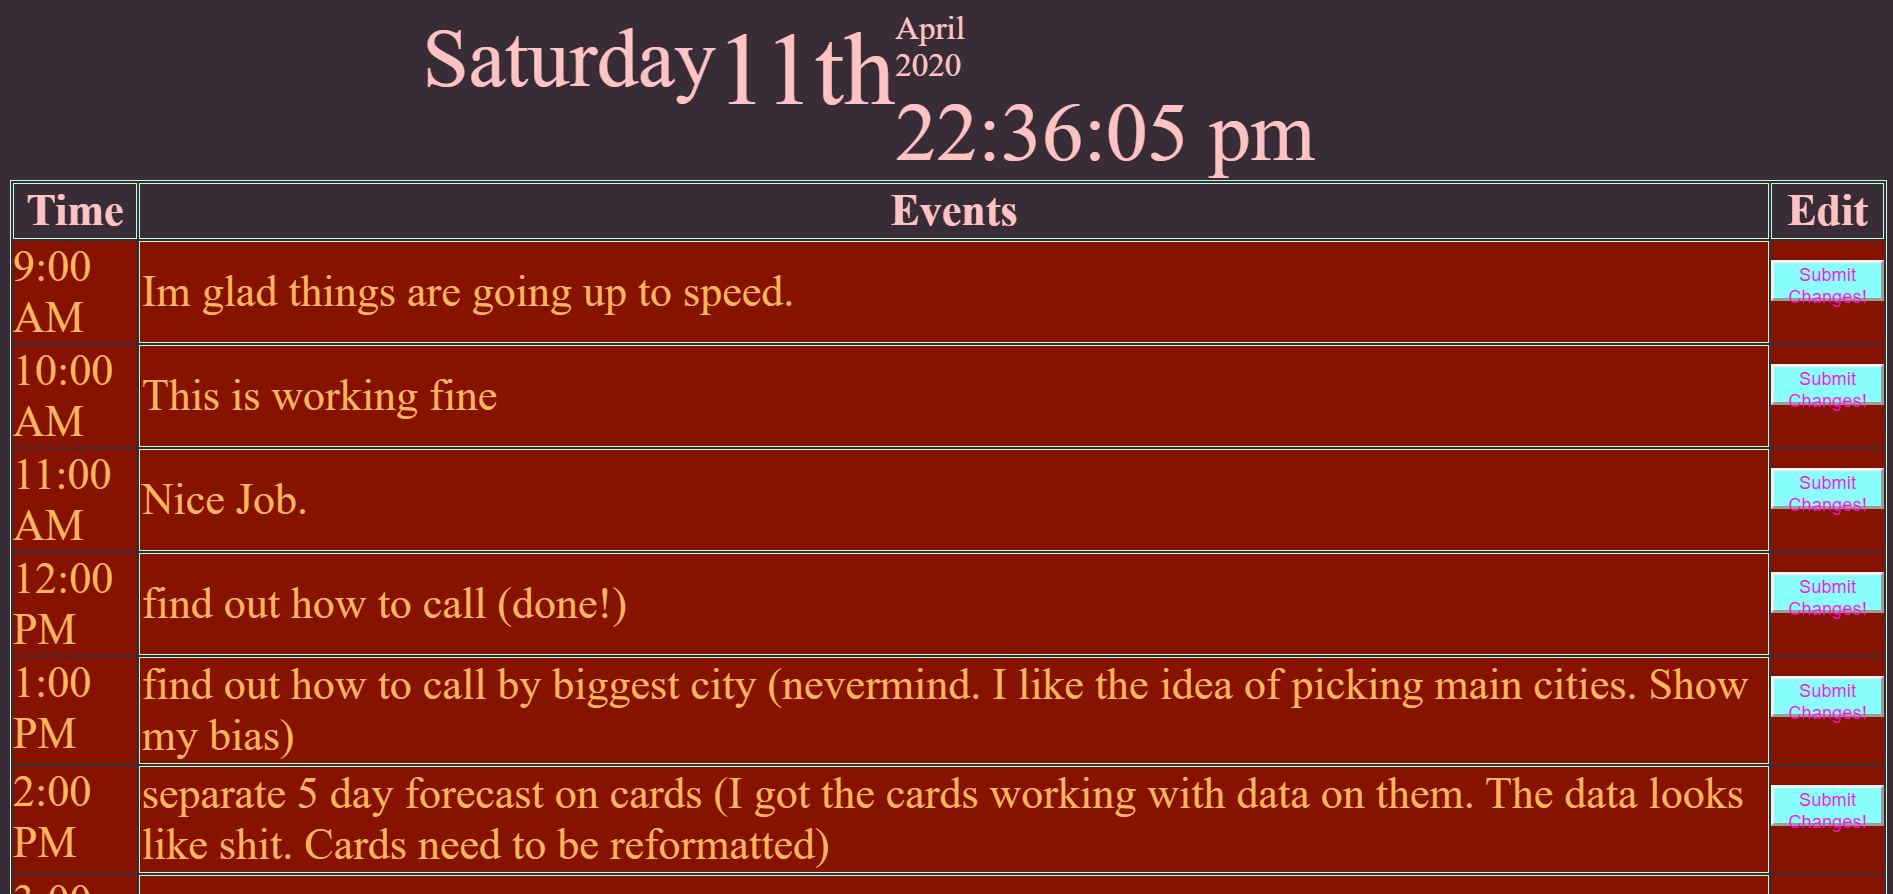 Saturday 11th April
2020
22:36:05 pm
Time Events Edit
9:00
AM
Im glad things are going up to speed.
Submit
Changes!
10:00
AM
This is working fine
Submit
Changes!
11:00
AM
Nice Job.
Submit
Changes!
12:00
PM
find out how to call (done!)
Submit
Changes!
1:00
PM
find out how to call by biggest city (nevermind. I like the idea of picking main cities. Show
my bias)
Submit
Changes!
2:00
PM
separate 5 day forecast on cards (I got the cards working with data on them. The data looks
like shit. Cards need to be reformatted)
Submit
Changes!